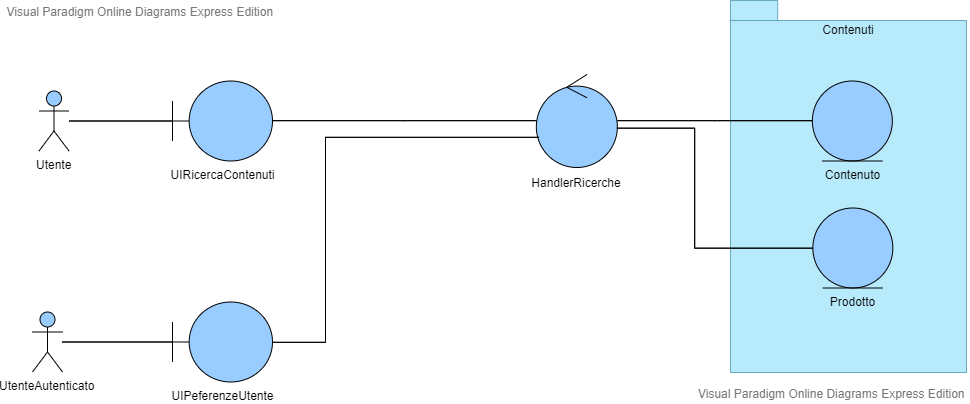 Visual Paradigm Online Diagrams Express Edition
Contenuti
Utente
UIRicercaContenuti
HandlerRicerche
Contenuto
Prodotto
UtenteAutenticato
UIPeferenzeUtente
Visual Paradigm Online Diagrams Express Edition